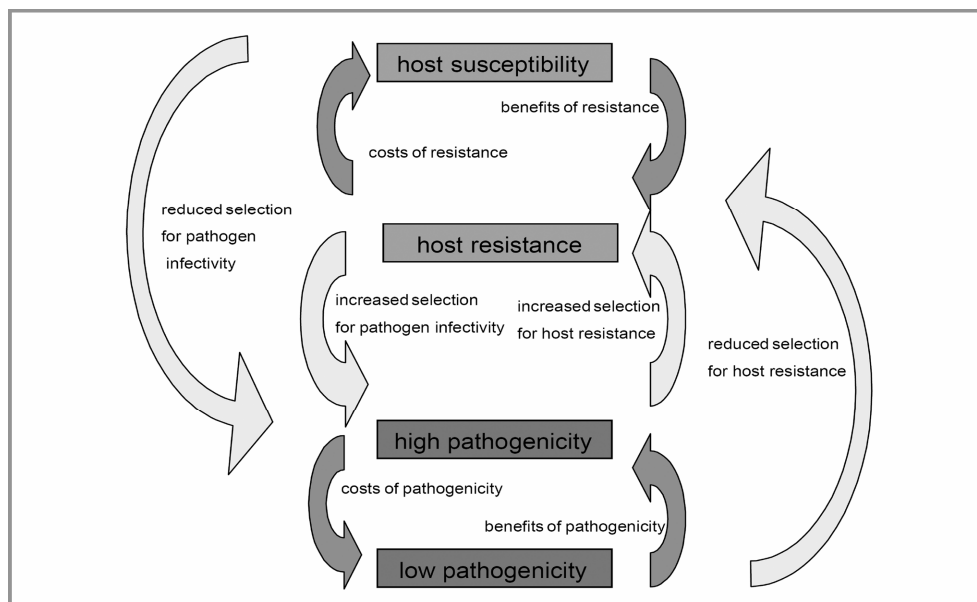 host susceptibility
benefits of resistance
costs of resistance
reduced selection
for pathogen
infectivity
host resistance
increased selection
for pathogen infectivity
increased selection
for host resistance
reduced selection
for host resistance
high pathogenicity
costs of pathogenicity
benefits of pathogenicity
low pathogenicity